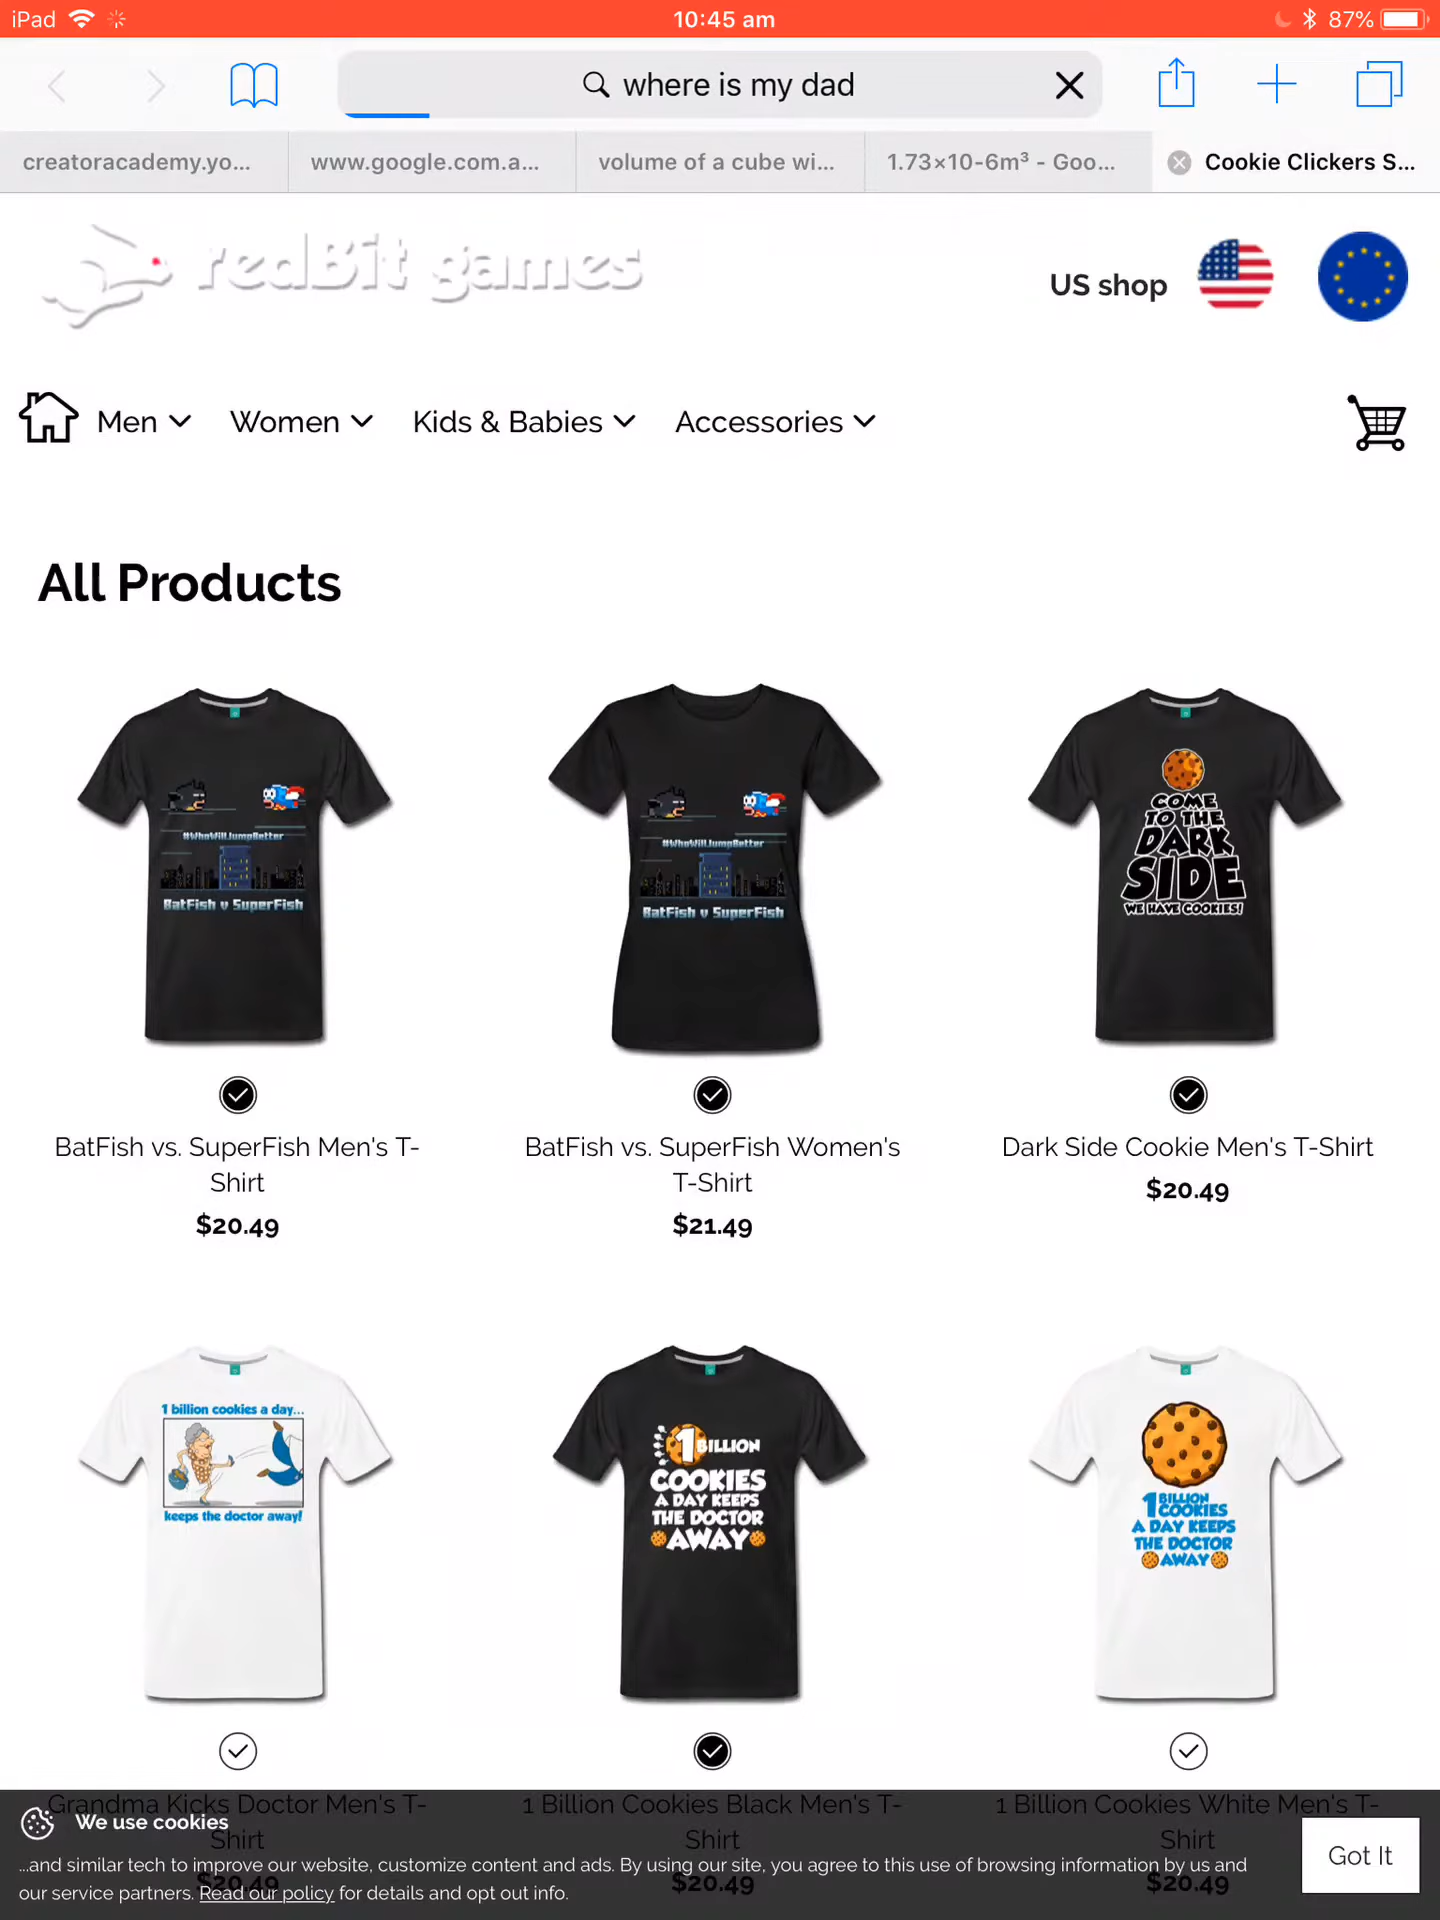 iPad
10:45 am
87%
where is my dad
creatoracademy.yo...
www.google.com.a...
volume of a cube wi...
1.73×10-6m³ - Goo...
Cookie Clickers S...
redBit games
US shop
Men
Women
Kids & Babies
Accessories
All Products
#WhoWillJumpBetter
BatFish v SuperFish
#WhoWillJumpBetter
BatFish v SuperFish
COME
TO THE
DARK
SIDE
WE HAVE COOKIES!
BatFish vs. SuperFish Men's T-
Shirt
$20.49
BatFish vs. SuperFish Women's
T-Shirt
$21.49
Dark Side Cookie Men's T-Shirt
$20.49
1 billion cookies a day...
keeps the doctor away!
1 BILLION
COOKIES
A DAY KEEPS
THE DOCTOR
AWAY
1 BILLION
COOKIES
A DAY KEEPS
THE DOCTOR
AWAY
Grandma Kicks Doctor Men's T-
Shirt
$20.49
1 Billion Cookies Black Men's T-
Shirt
$20.49
1 Billion Cookies White Men's T-
Shirt
$20.49
We use cookies
...and similar tech to improve our website, customize content and ads. By using our site, you agree to this use of browsing information by us and
our service partners. Read our policy for details and opt out info.
Got It